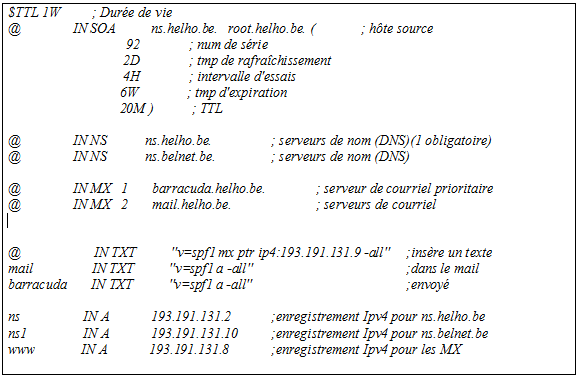 $TTL 1W ; Durée de vie
@ IN SOA ns.helho.be. root.helho.be. ( ; hôte source
92 ; num de série
2D ; tmp de rafraîchissement
4H ; intervalle d'essais
6W ; tmp d'expiration
20M ) ; TTL
@ IN NS ns.helho.be. ; serveurs de nom (DNS)(1 obligatoire)
@ IN NS ns.belnet.be. ; serveurs de nom (DNS)
@ IN MX 1 barracuda.helho.be. ; serveur de courriel prioritaire
@ IN MX 2 mail.helho.be. ; serveurs de courriel
@ IN TXT "v=spf1 mx ptr ip4:193.191.131.9 -all" ;insère un texte
mail IN TXT "v=spf1 a -all" ;dans le mail
barracuda IN TXT "v=spf1 a -all" ;envoyé
ns IN A 193.191.131.2 ;enregistrement Ipv4 pour ns.helho.be
ns1 IN A 193.191.131.10 ;enregistrement Ipv4 pour ns.belnet.be
www IN A 193.191.131.8 ;enregistrement Ipv4 pour les MX